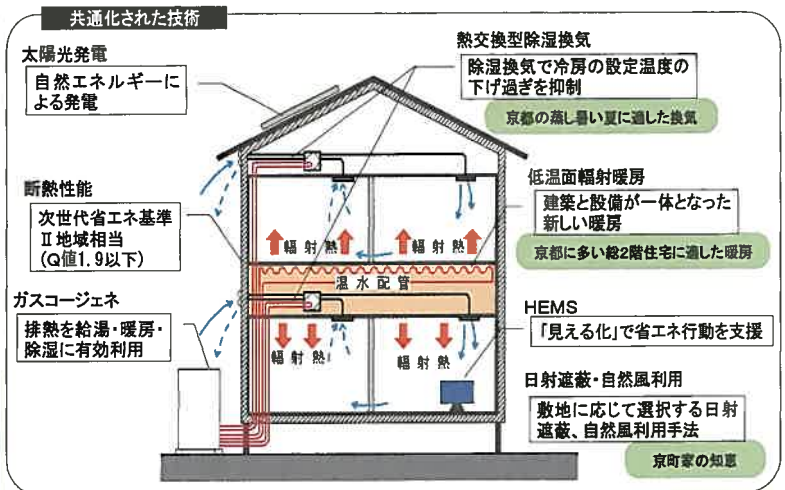 共通化された技術
太陽光発電
自然エネルギーに
よる発電
断熱性能
次世代省エネ基準
Ⅱ地域相当
(Q値1.9以下)
ガスコージェネ
排熱を給湯・暖房・
除湿に有効利用
輻射熱
輻射熱
温水配管
輻射熱
輻射熱
熱交換型除湿換気
除湿換気で冷房の設定温度の
下げ過ぎを抑制
京都の蒸し暑い夏に適した換気
低温面輻射暖房
建築と設備が一体となった
新しい暖房
京都に多い総2階住宅に適した暖房
HEMS
「見える化」で省エネ行動を支援
日射遮蔽・自然風利用
敷地に応じて選択する日射
遮蔽、自然風利用手法
京町家の知恵